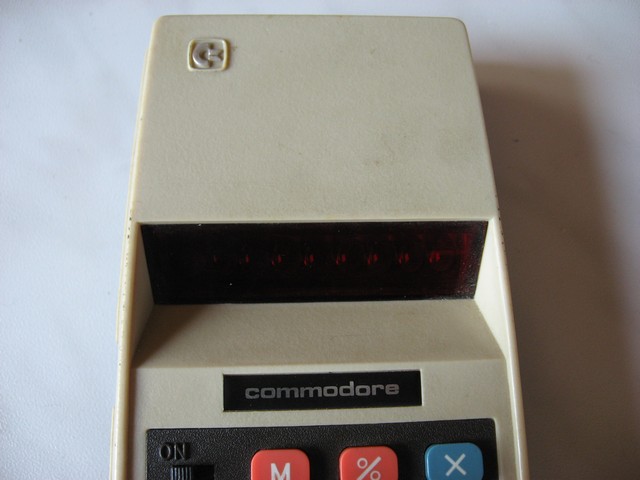 C
commodore
ON
M % ×